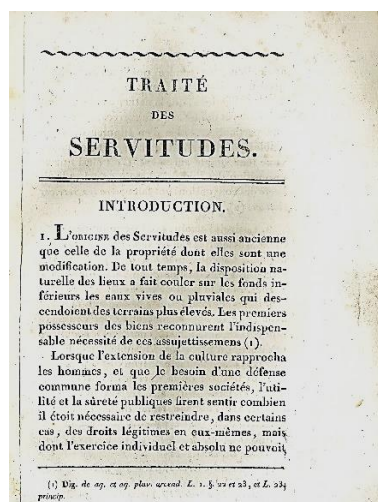 TRAITÉ
DES
SERVITUDES.
INTRODUCTION.
1. L'ORIGINE des Servitudes est aussi ancienne
que celle de la propriété dont elles sont une
modification. De tout temps, la disposition na-
turelle des lieux a fait couler sur les fonds in-
férieurs les eaux vives ou pluviales qui des-
cendoient des terrains plus élevés. Les premiers
possesseurs des biens reconnurent l'indispen-
sable nécessité de ces assujettissemens (1).
Lorsque l'extension de la culture rapprocha
les hommes, et que le besoin d'une défense
commune forma les premières sociétés, l'uti-
lité et la sûreté publiques firent sentir combien
il étoit nécessaire de restreindre, dans certains
cas, des droits légitimes en eux-mêmes, mais
dont l'exercice individuel et absolu ne pouvoit
(1) Dig. de aq. et aq. pluv. arcend. L. 1. §. 22 et 23, et L. 2
princip.